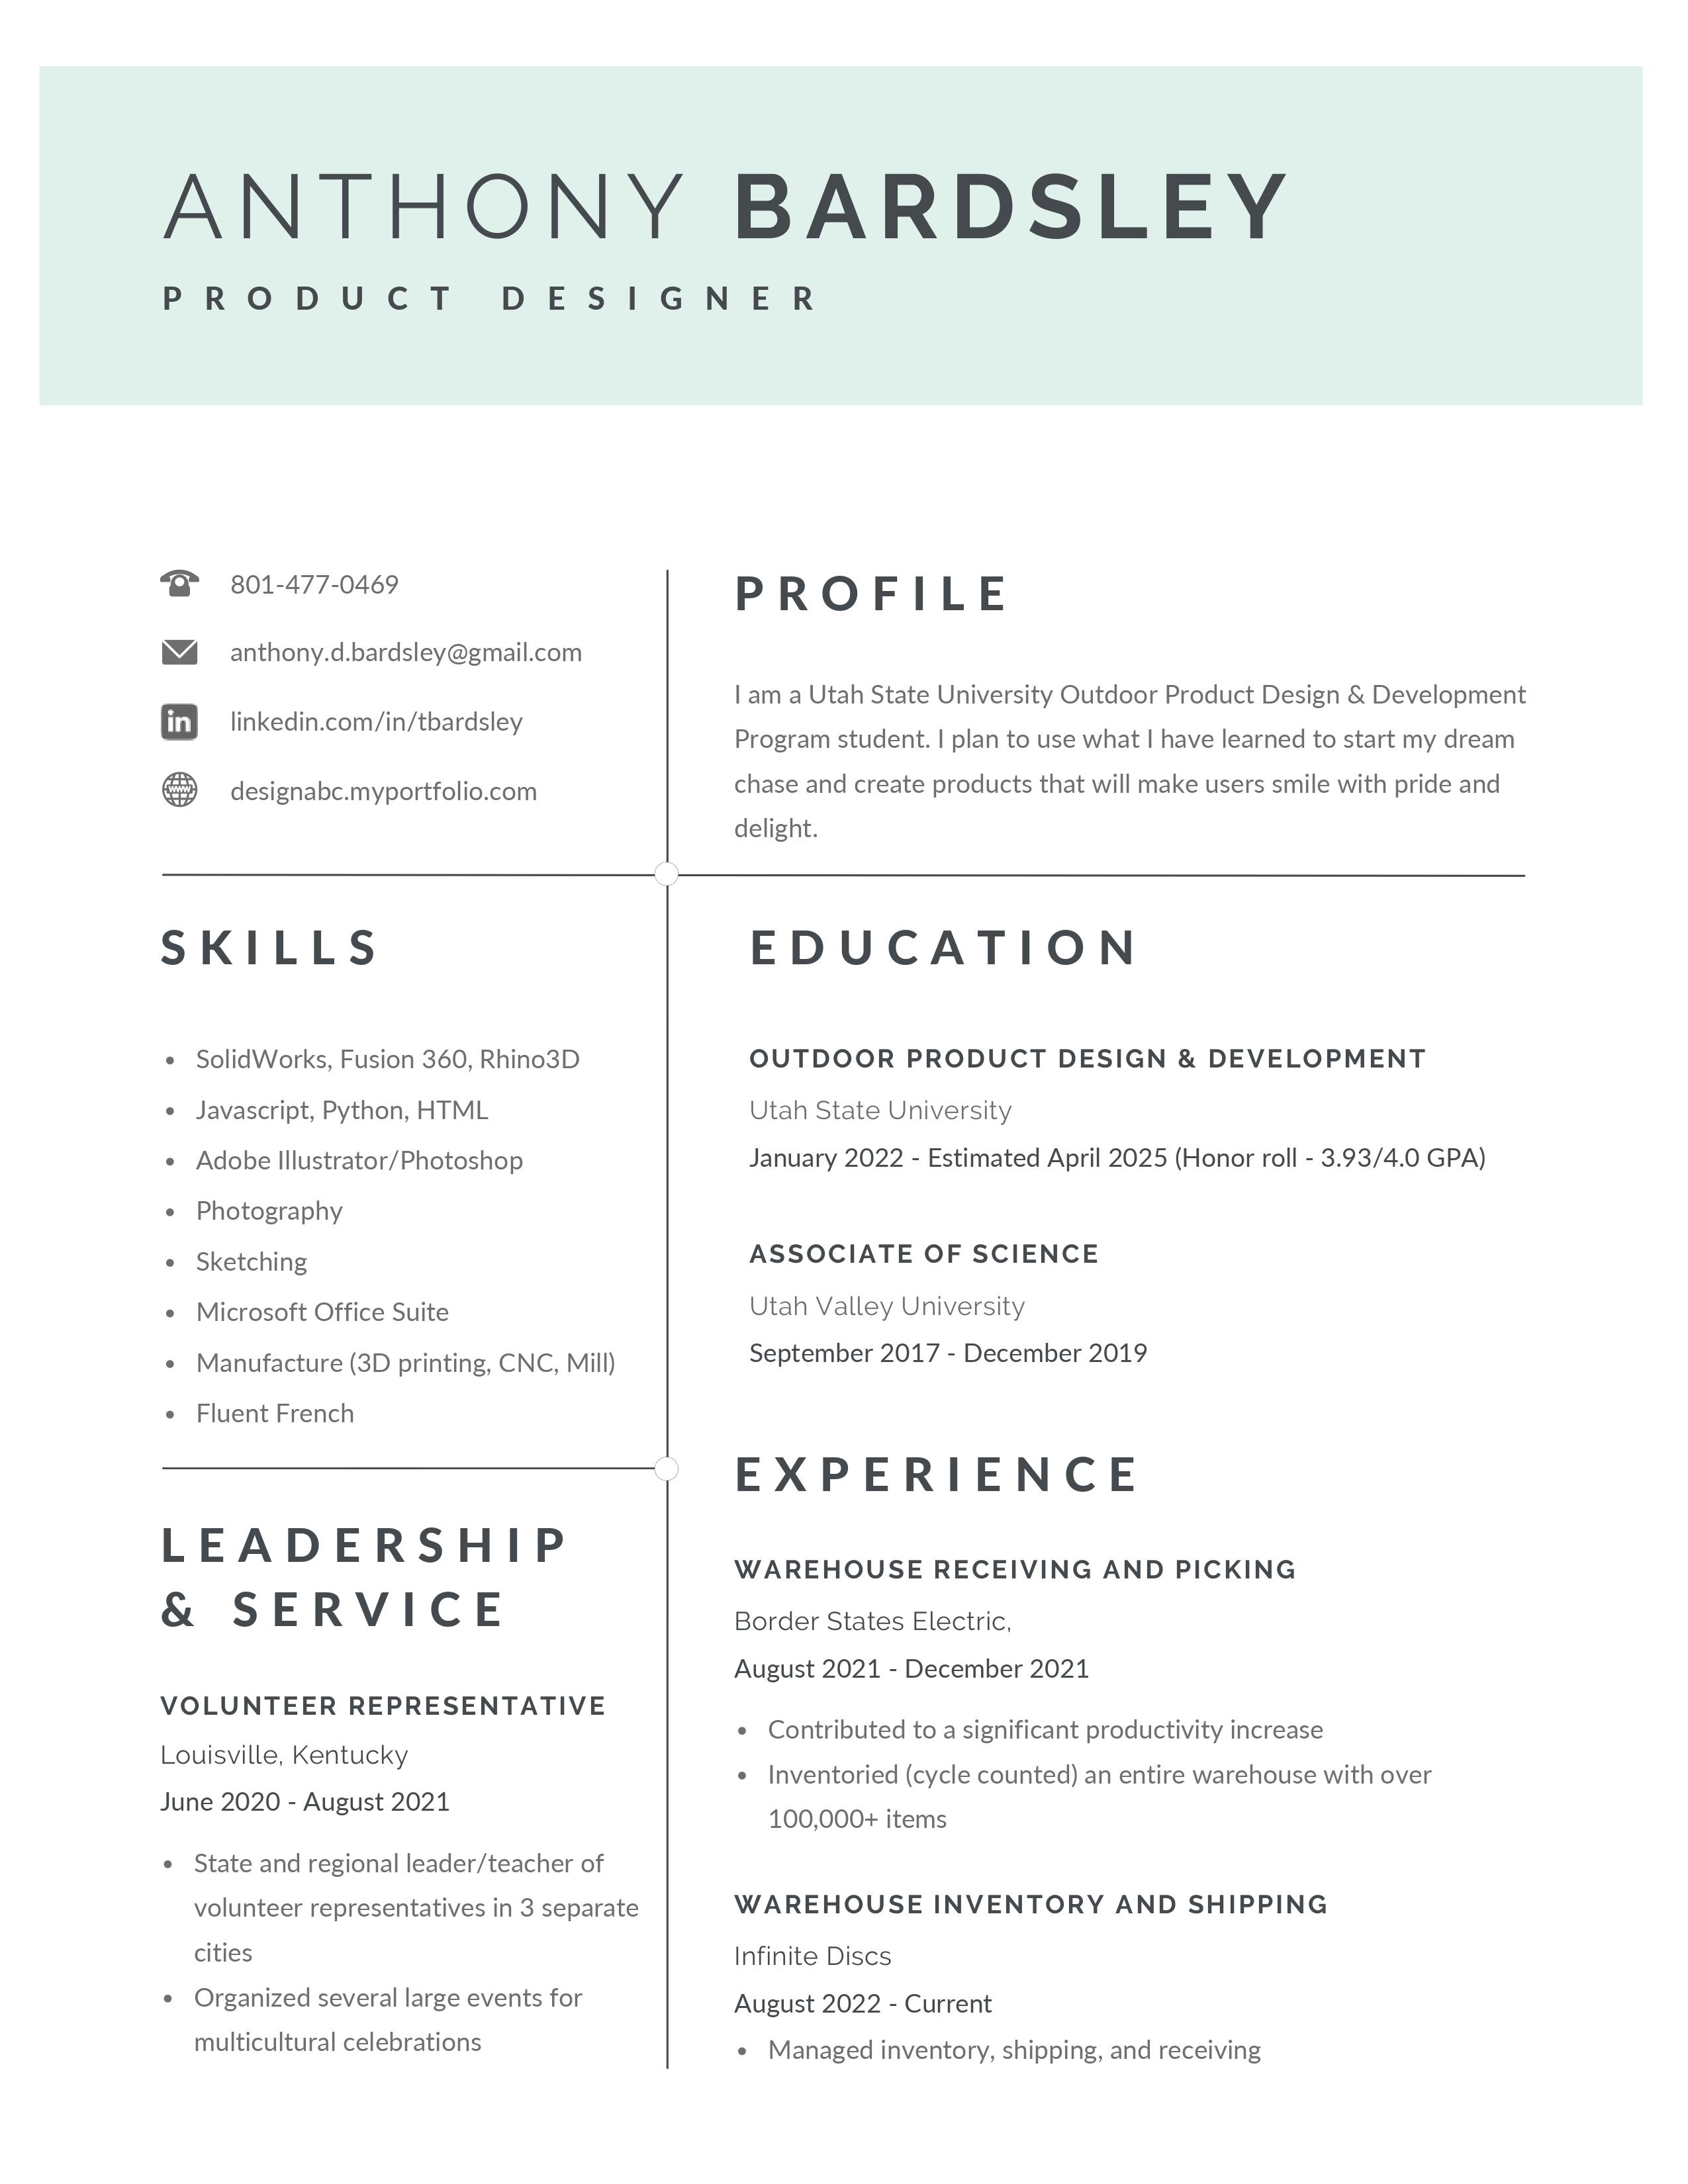 ANTHONY BARDSLEY
PRODUCT DESIGNER
801-477-0469
anthony.d.bardsley@gmail.com
linkedin.com/in/tbardsley
designabc.myportfolio.com
PROFILE
I am a Utah State University Outdoor Product Design & Development
Program student. I plan to use what I have learned to start my dream
chase and create products that will make users smile with pride and
delight.
SKILLS
• SolidWorks, Fusion 360, Rhino3D
• Javascript, Python, HTML
• Adobe Illustrator/Photoshop
• Photography
• Sketching
• Microsoft Office Suite
• Manufacture (3D printing, CNC, Mill)
• Fluent French
LEADERSHIP
& SERVICE
VOLUNTEER REPRESENTATIVE
Louisville, Kentucky
June 2020 - August 2021
• State and regional leader/teacher of
volunteer representatives in 3 separate
cities
• Organized several large events for
multicultural celebrations
EDUCATION
OUTDOOR PRODUCT DESIGN & DEVELOPMENT
Utah State University
January 2022 - Estimated April 2025 (Honor roll - 3.93/4.0 GPA)
ASSOCIATE OF SCIENCE
Utah Valley University
September 2017 - December 2019
EXPERIENCE
WAREHOUSE RECEIVING AND PICKING
Border States Electric,
August 2021 - December 2021
• Contributed to a significant productivity increase
• Inventoried (cycle counted) an entire warehouse with over
100,000+ items
WAREHOUSE INVENTORY AND SHIPPING
Infinite Discs
August 2022 - Current
• Managed inventory, shipping, and receiving